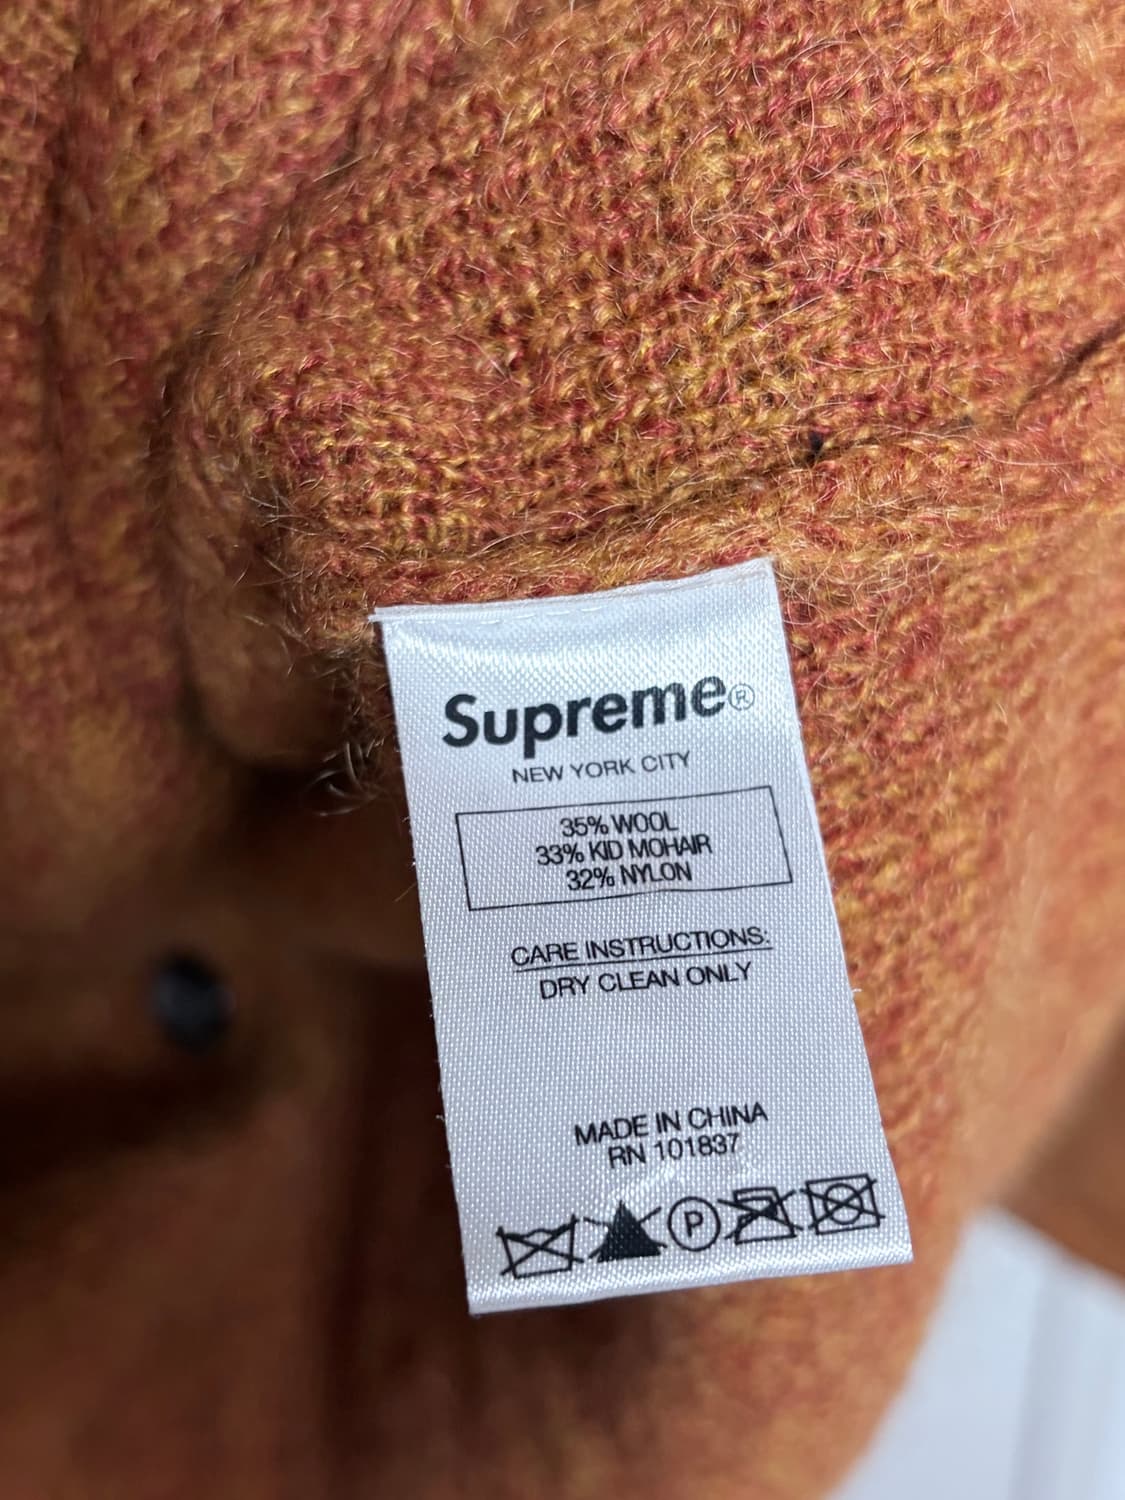 Supreme®
NEW YORK CITY
35% WOOL
33% KID MOHAIR
32% NYLON
CARE INSTRUCTIONS:
DRY CLEAN ONLY
MADE IN CHINA
RN 101837
P